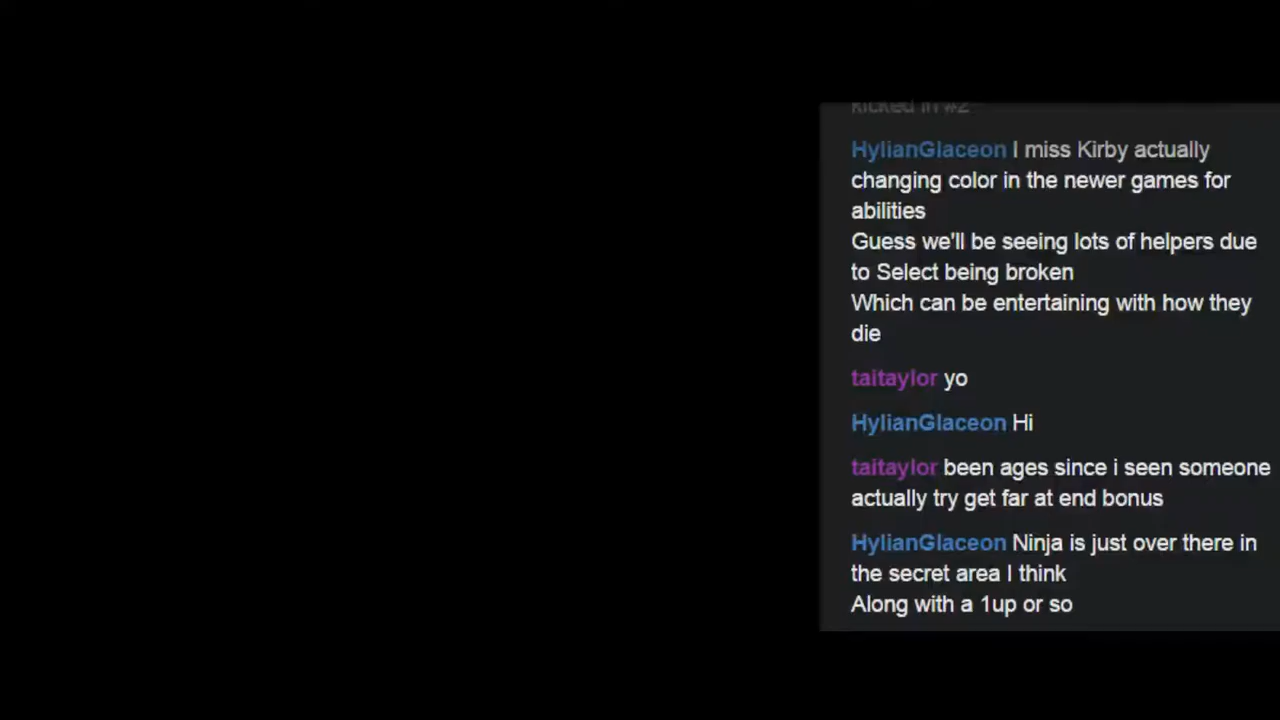 kicked in #2
HylianGlaceon I miss Kirby actually
changing color in the newer games for
abilities
Guess we'll be seeing lots of helpers due
to Select being broken
Which can be entertaining with how they
die
taitaylor yo
HylianGlaceon Hi
taitaylor been ages since i seen someone
actually try get far at end bonus
HylianGlaceon Ninja is just over there in
the secret area I think
Along with a 1up or so